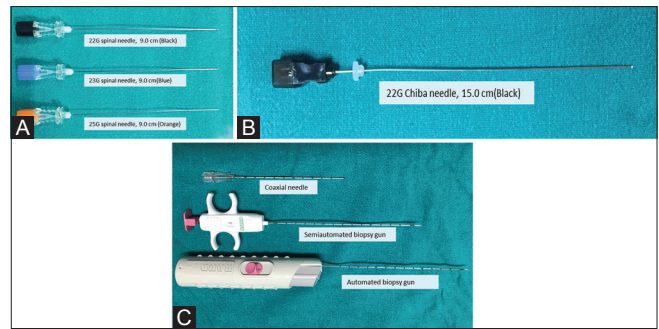 22G spinal needle, 9.0 cm (Black)
23G spinal needle, 9.0 cm(Blue)
25G spinal needle, 9.0 cm (Orange)
A
22G Chiba needle, 15.0 cm(Black)
B
Coaxial needle
Semiautomated biopsy gun
Automated biopsy gun
C